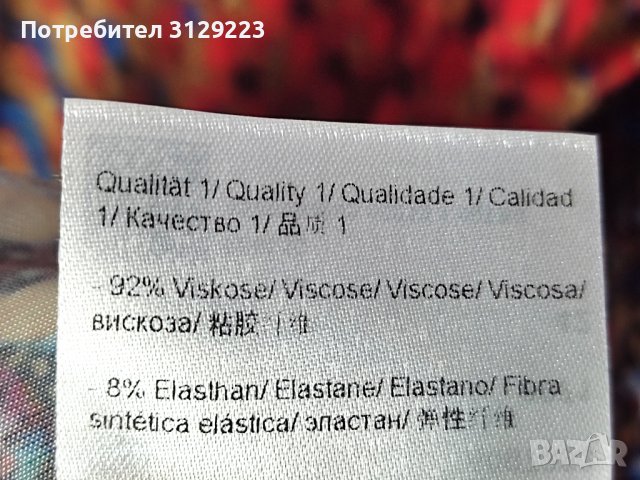 Потребител 3129223
Qualität 1/ Quality 1/ Qualidade 1/ Calidad
1/ Качество 1/ 品质 1
- 92% Viskose/ Viscose/ Viscose/ Viscosa/
вискоза/ 粘胶纤维
- 8% Elasthan/ Elastane/ Elastano/ Fibra
sintética elástica/ эластан/ 弹性纤维
BAZAR